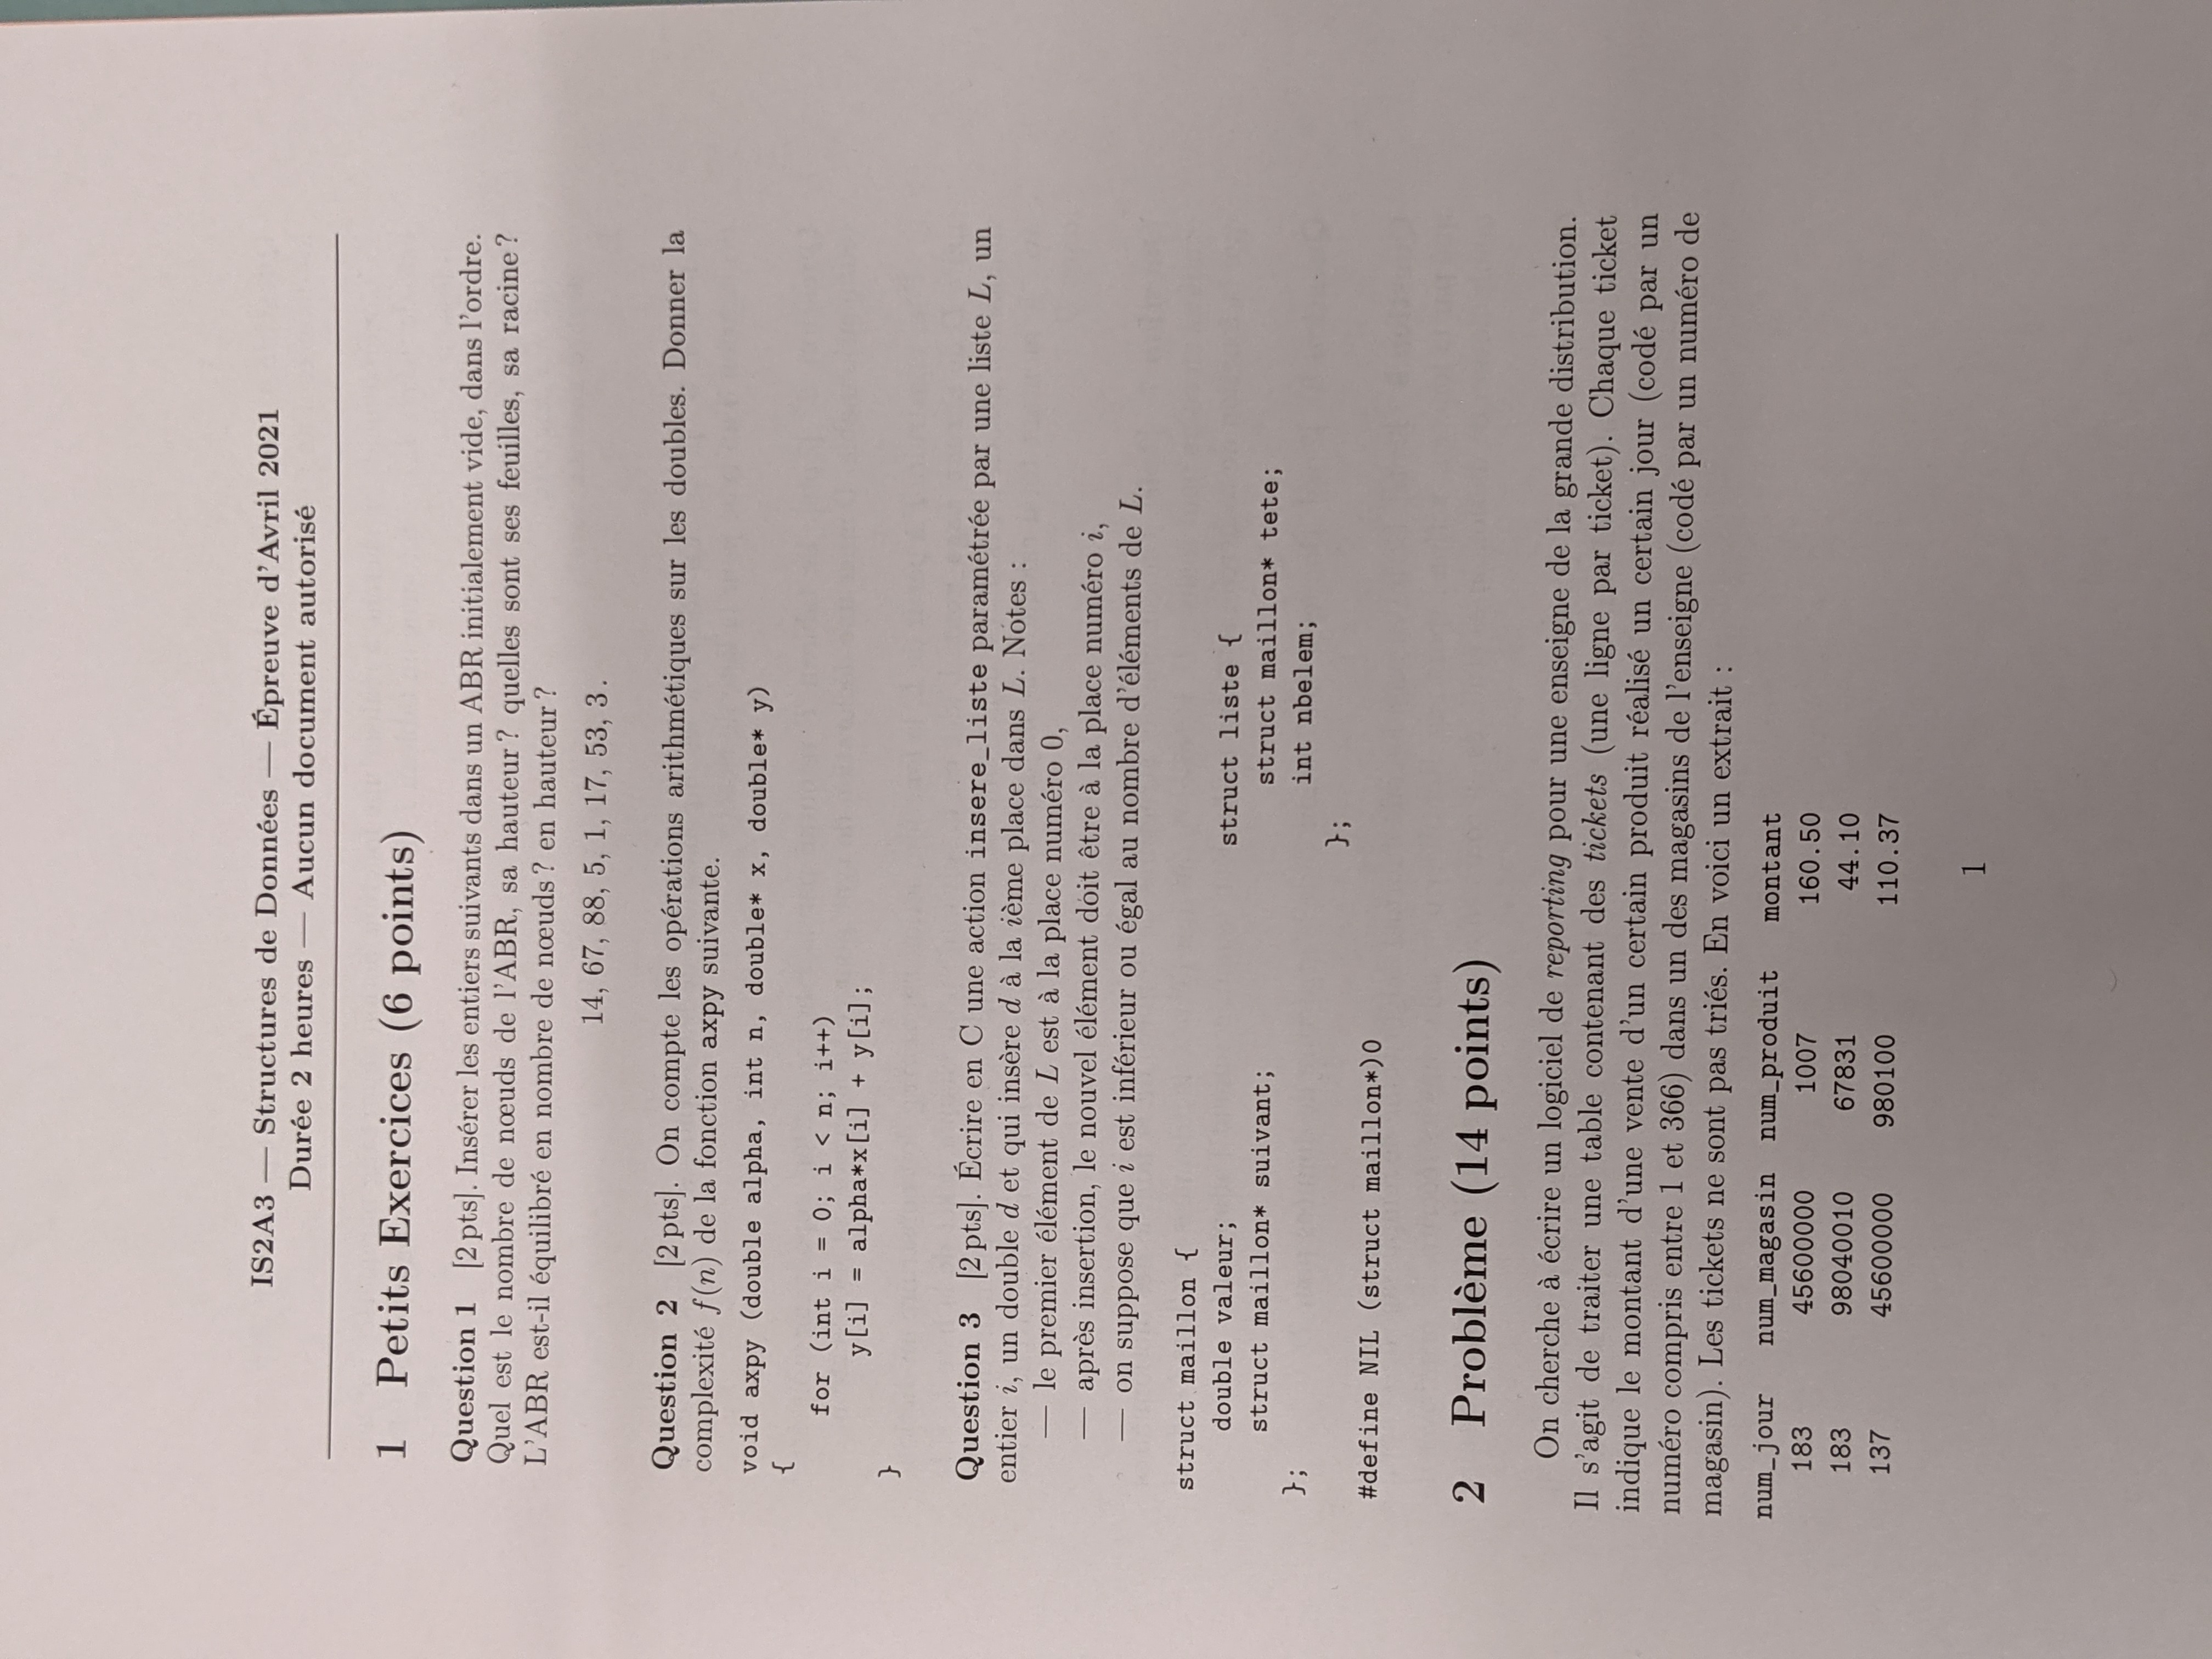 IS2A3 — Structures de Données — Épreuve d'Avril 2021
Durée 2 heures — Aucun document autorisé
1 Petits Exercices (6 points)
Question 1 [2 pts]. Insérer les entiers suivants dans un ABR initialement vide, dans l'ordre.
Quel est le nombre de nœuds de l'ABR, sa hauteur ? quelles sont ses feuilles, sa racine ?
L'ABR est-il équilibré en nombre de nœuds ? en hauteur ?
14, 67, 88, 5, 1, 17, 53, 3 .
Question 2 [2 pts]. On compte les opérations arithmétiques sur les doubles. Donner la
complexité f(n) de la fonction axpy suivante.
void axpy (double alpha, int n, double* x, double* y)
{
for (int i = 0; i < n; i++)
y[i] = alpha*x[i] + y[i];
}
Question 3 [2 pts]. Écrire en C une action insere_liste paramétrée par une liste L, un
entier i, un double d et qui insère d à la ième place dans L. Notes :
— le premier élément de L est à la place numéro 0,
— après insertion, le nouvel élément doit être à la place numéro i,
— on suppose que i est inférieur ou égal au nombre d'éléments de L.
struct maillon {
double valeur;
struct maillon* suivant;
};
struct liste {
struct maillon* tete;
int nbelem;
};
#define NIL (struct maillon*)0
2 Problème (14 points)
On cherche à écrire un logiciel de reporting pour une enseigne de la grande distribution.
Il s'agit de traiter une table contenant des tickets (une ligne par ticket). Chaque ticket
indique le montant d'une vente d'un certain produit réalisé un certain jour (codé par un
numéro compris entre 1 et 366) dans un des magasins de l'enseigne (codé par un numéro de
magasin). Les tickets ne sont pas triés. En voici un extrait :
num_jour num_magasin num_produit montant
183 45600000 1007 160.50
183 98040010 67831 44.10
137 45600000 980100 110.37
1